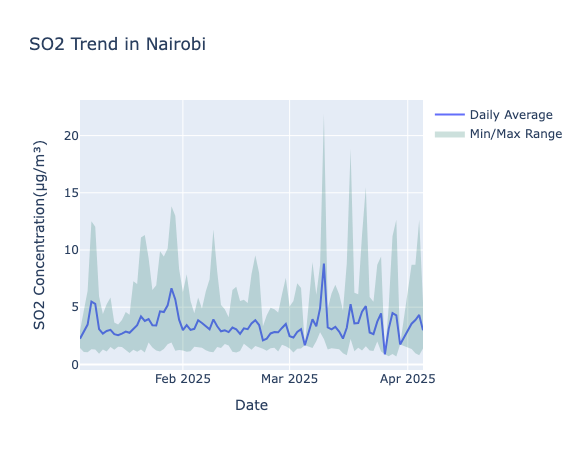 SO2 Trend in Nairobi
Daily Average
Min/Max Range
SO2 Concentration(µg/m³)
20
15
10
5
0
Feb 2025
Mar 2025
Apr 2025
Date